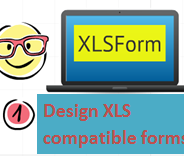 XLSForm
1
Design XLS
compatible forms